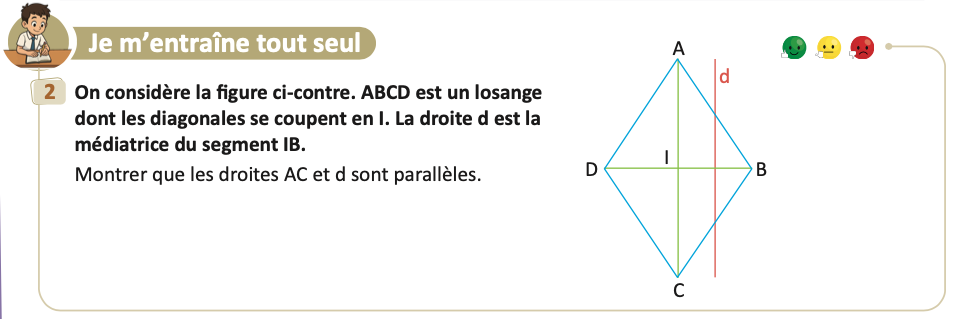 Je m'entraîne tout seul
2 On considère la figure ci-contre. ABCD est un losange
dont les diagonales se coupent en I. La droite d est la
médiatrice du segment IB.
Montrer que les droites AC et d sont parallèles.
A
d
I
D
B
C